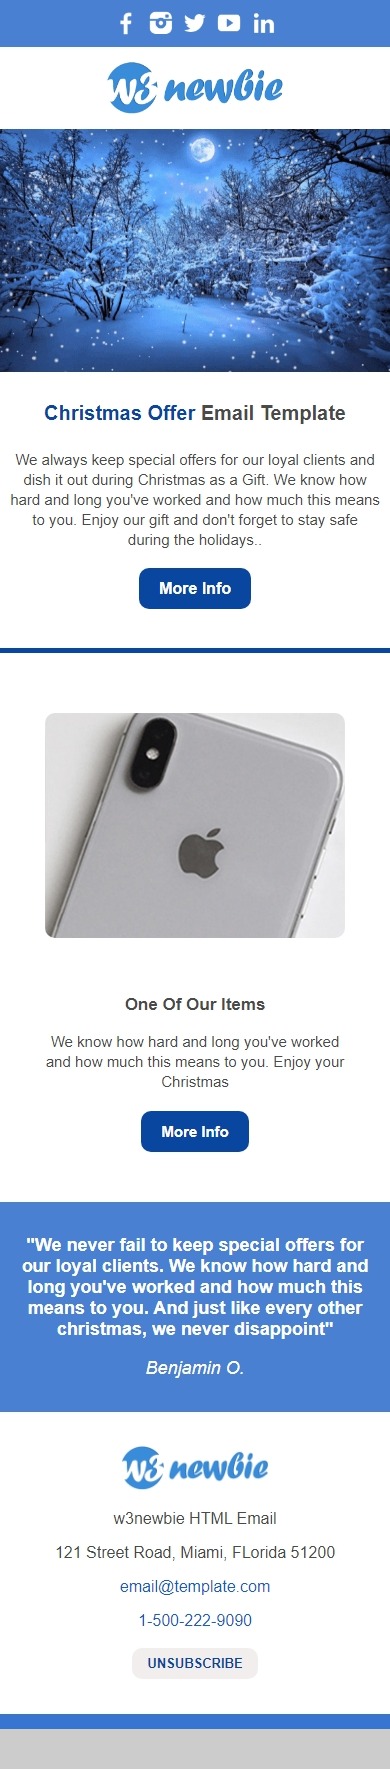 w3 newbie
Christmas Offer Email Template
We always keep special offers for our loyal clients and
dish it out during Christmas as a Gift. We know how
hard and long you've worked and how much this means
to you. Enjoy our gift and don't forget to stay safe
during the holidays..
More Info
One Of Our Items
We know how hard and long you've worked
and how much this means to you. Enjoy your
Christmas
More Info
"We never fail to keep special offers for
our loyal clients. We know how hard and
long you've worked and how much this
means to you. And just like every other
christmas, we never disappoint"
Benjamin O.
w3 newbie
w3newbie HTML Email
121 Street Road, Miami, FLorida 51200
email@template.com
1-500-222-9090
UNSUBSCRIBE